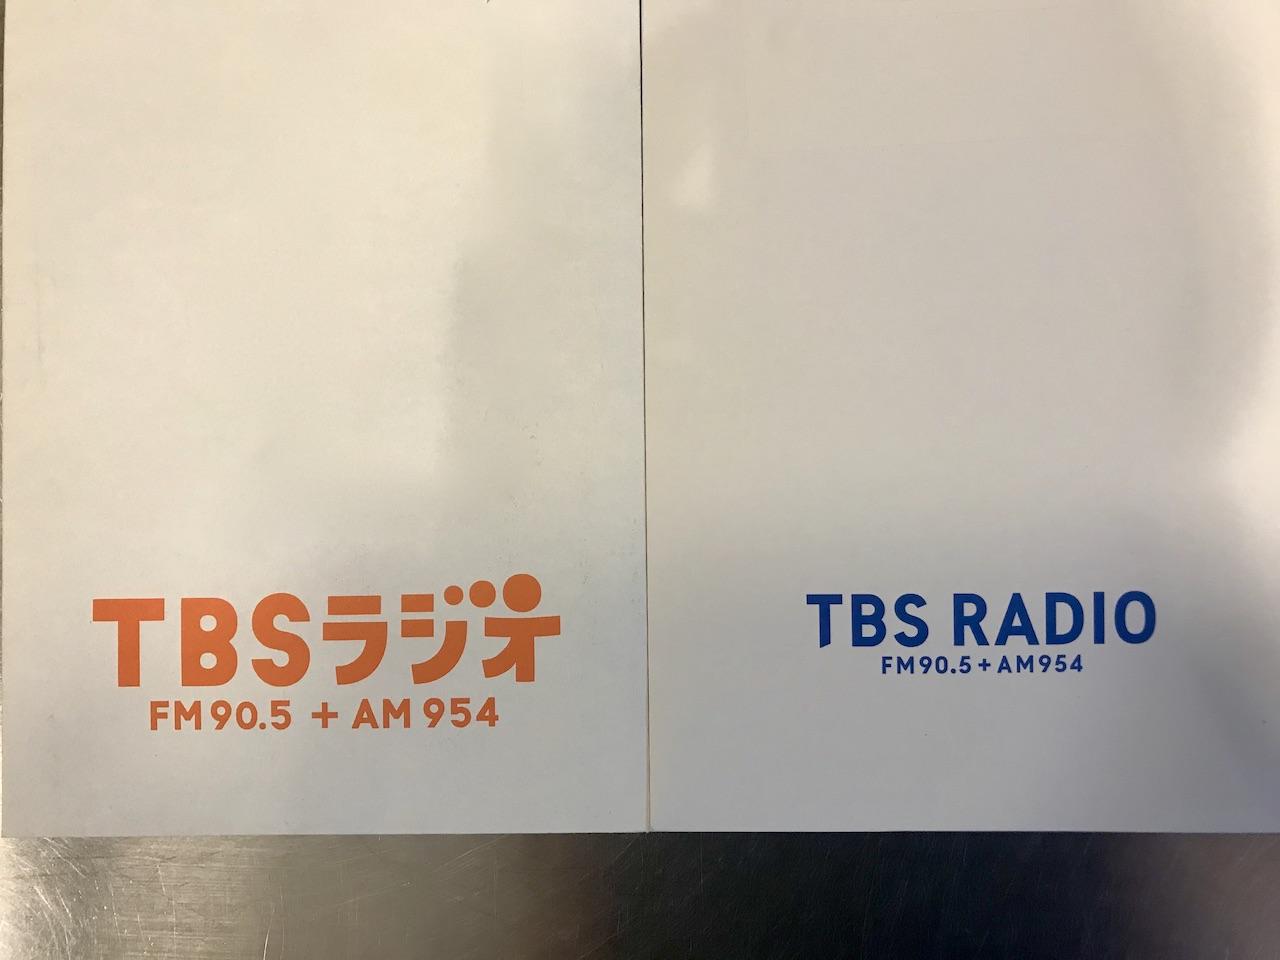 TBSラジオ
FM90.5 + AM954
TBS RADIO
FM90.5+AM954